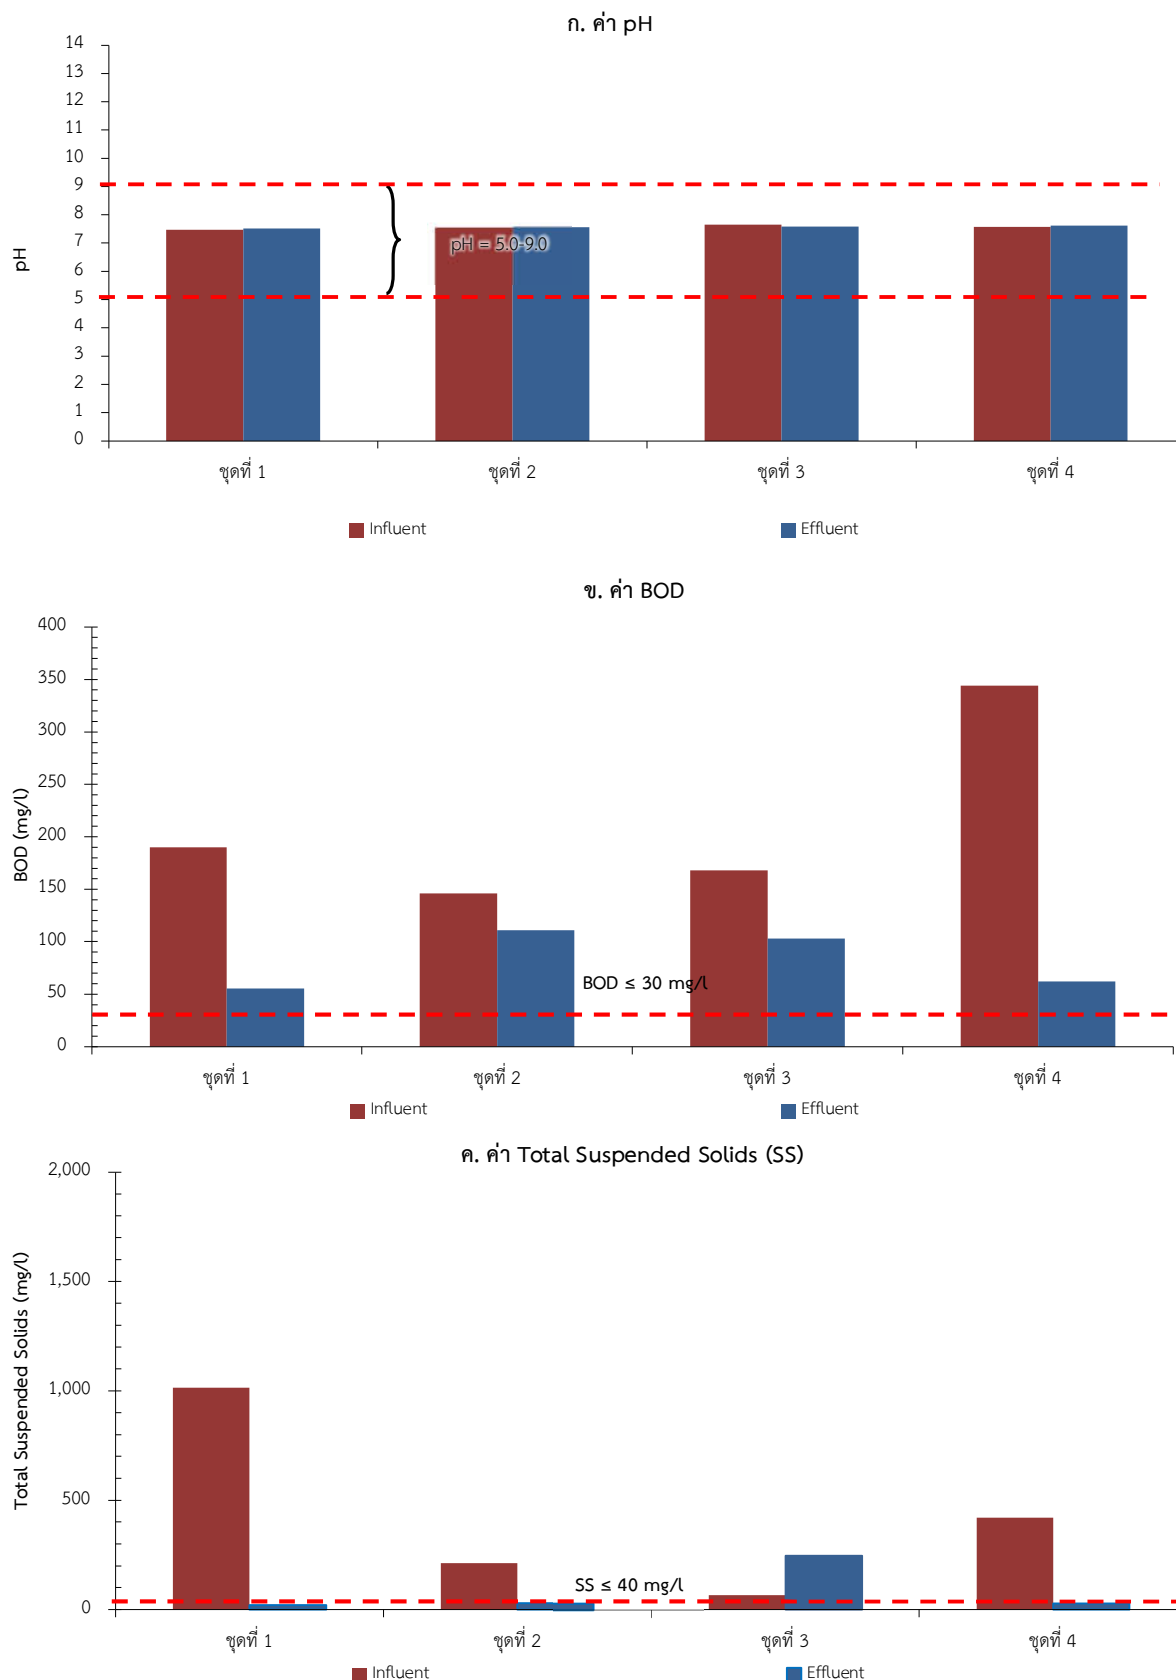 ก. ค่า pH
14
13
12
11
10
9
8
7
6
5
4
3
2
1
0
pH
pH = 5.0-9.0
ชุดที่ 1
ชุดที่ 2
ชุดที่ 3
ชุดที่ 4
Influent
Effluent
ข. ค่า BOD
400
350
300
250
200
150
100
50
0
BOD (mg/l)
BOD ≤ 30 mg/l
ชุดที่ 1
ชุดที่ 2
ชุดที่ 3
ชุดที่ 4
Influent
Effluent
ค. ค่า Total Suspended Solids (SS)
2,000
1,500
1,000
500
0
Total Suspended Solids (mg/l)
SS ≤ 40 mg/l
ชุดที่ 1
ชุดที่ 2
ชุดที่ 3
ชุดที่ 4
Influent
Effluent